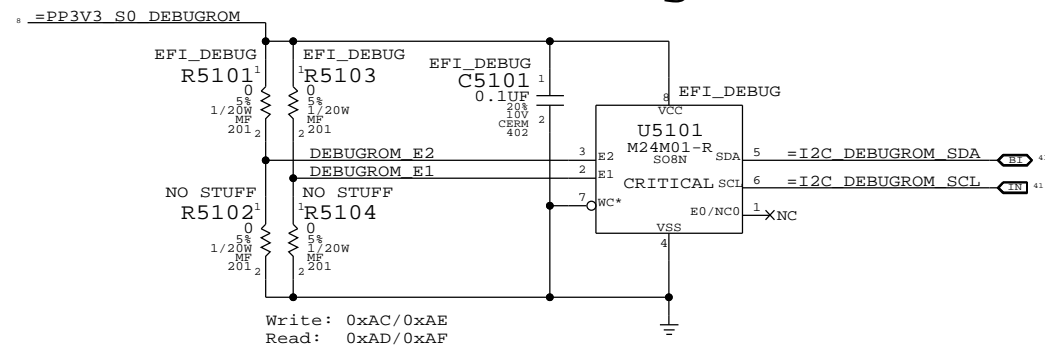 8 =PP3V3_S0_DEBUGROM
EFI_DEBUG
R5101
1
0
5%
1/20W
MF
201
2
EFI_DEBUG
R5103
1
0
5%
1/20W
MF
201
2
EFI_DEBUG
C5101
1
0.1UF
20%
10V
CERM
402
2
EFI_DEBUG
8
VCC
U5101
M24M01-R
SO8N
CRITICAL
DEBUGROM_E2
3 E2
DEBUGROM_E1
2 E1
7 WC*
SDA 5 =I2C_DEBUGROM_SDA BI
SCL 6 =I2C_DEBUGROM_SCL IN 41
E0/NC0 1 NC
VSS
4
NO STUFF
R5102
1
0
5%
1/20W
MF
201
2
NO STUFF
R5104
1
0
5%
1/20W
MF
201
2
Write: 0xAC/0xAE
Read: 0xAD/0xAF